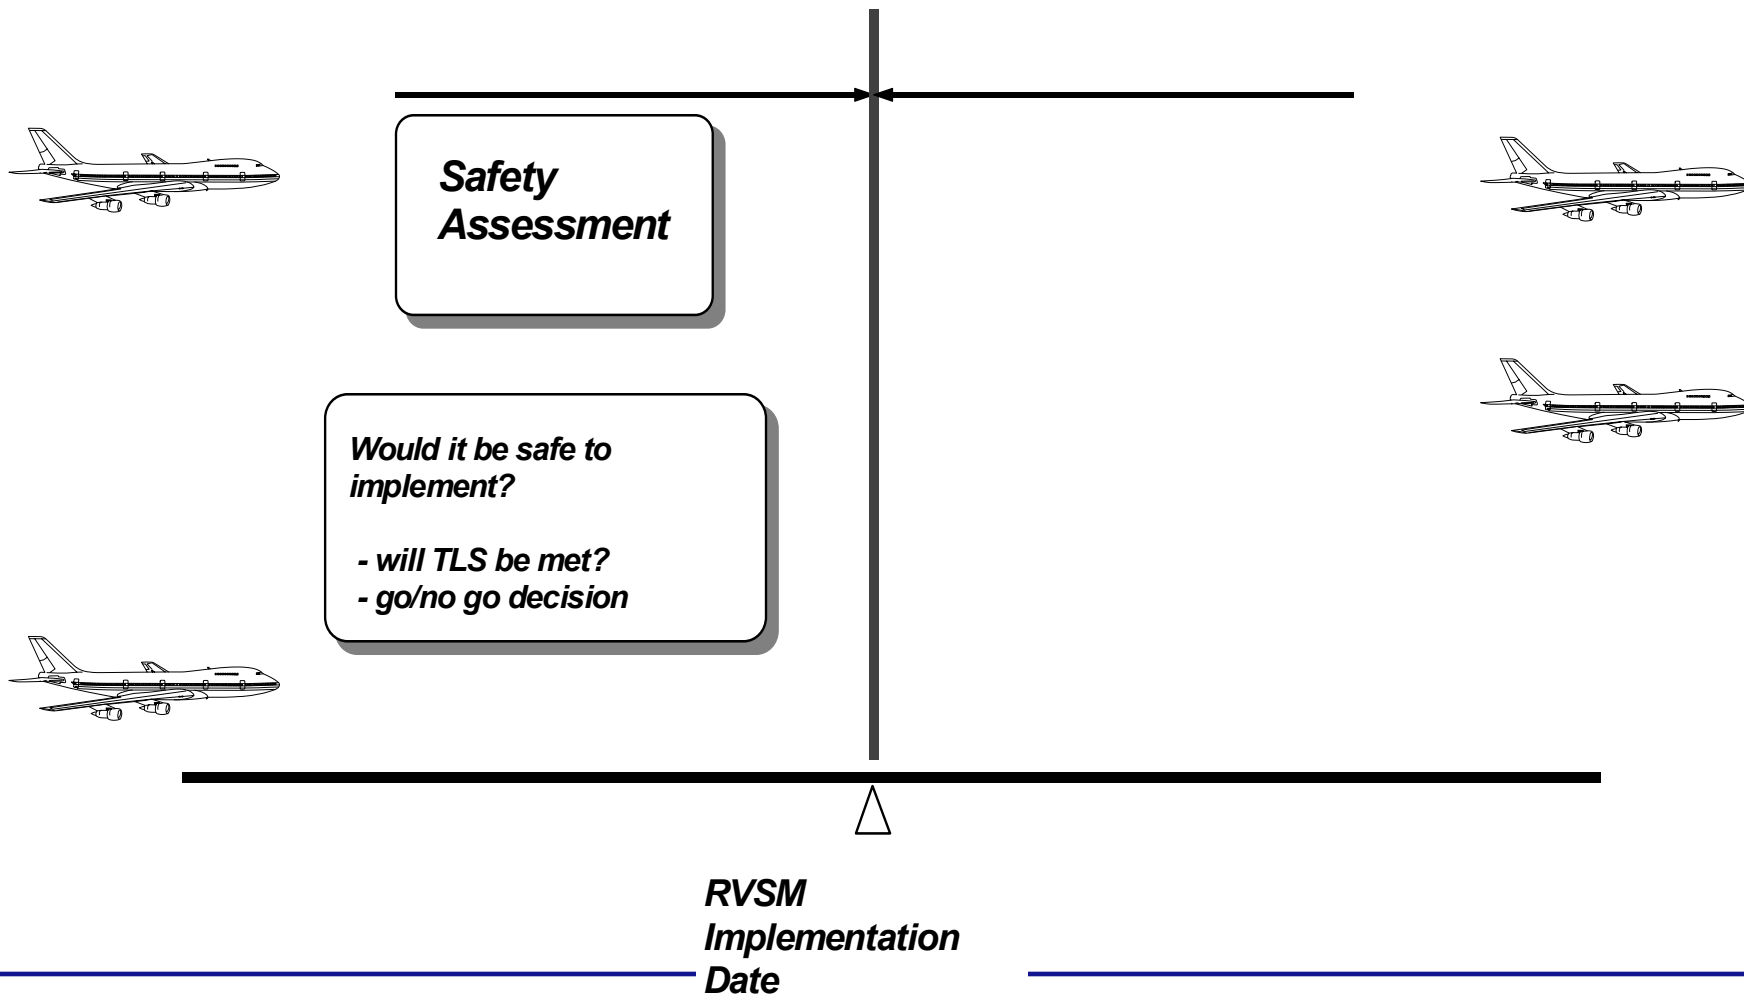 Safety
Assessment
Would it be safe to
implement?
- will TLS be met?
- go/no go decision
RVSM
Implementation
Date